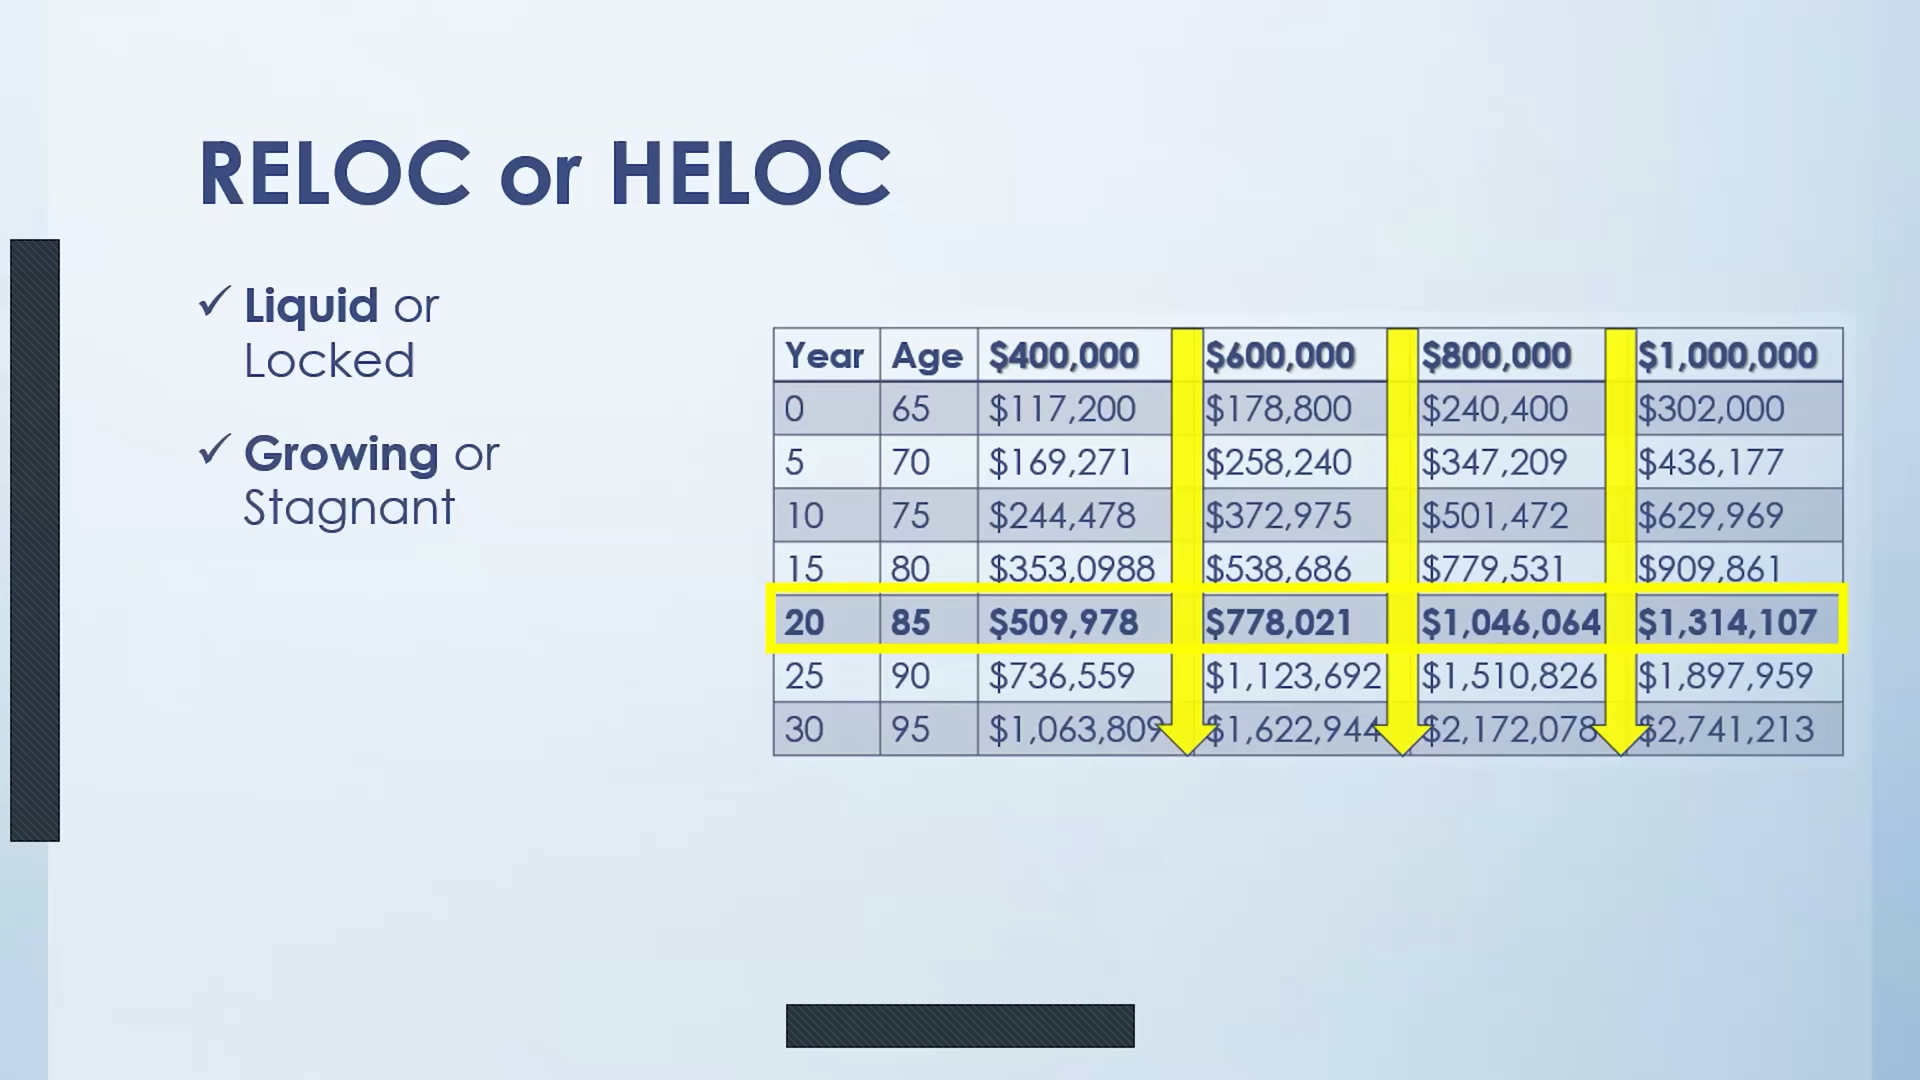 RELOC or HELOC
✓ Liquid or
Locked
✓ Growing or
Stagnant
Year Age $400,000 $600,000 $800,000 $1,000,000
0 65 $117,200 $178,800 $240,400 $302,000
5 70 $169,271 $258,240 $347,209 $436,177
10 75 $244,478 $372,975 $501,472 $629,969
15 80 $353,0988 $538,686 $779,531 $909,861
20 85 $509,978 $778,021 $1,046,064 $1,314,107
25 90 $736,559 $1,123,692 $1,510,826 $1,897,959
30 95 $1,063,809 $1,622,944 $2,172,078 $2,741,213